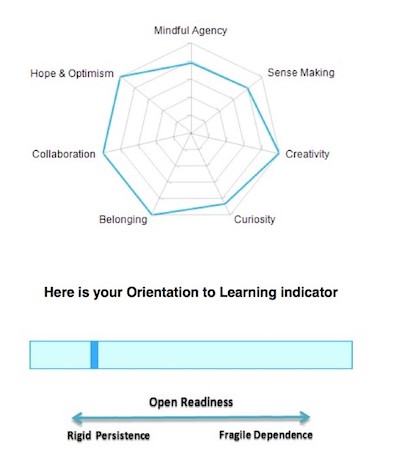 Mindful Agency
Hope & Optimism
Sense Making
Collaboration
Creativity
Belonging
Curiosity
Here is your Orientation to Learning indicator
Open Readiness
Rigid Persistence
Fragile Dependence